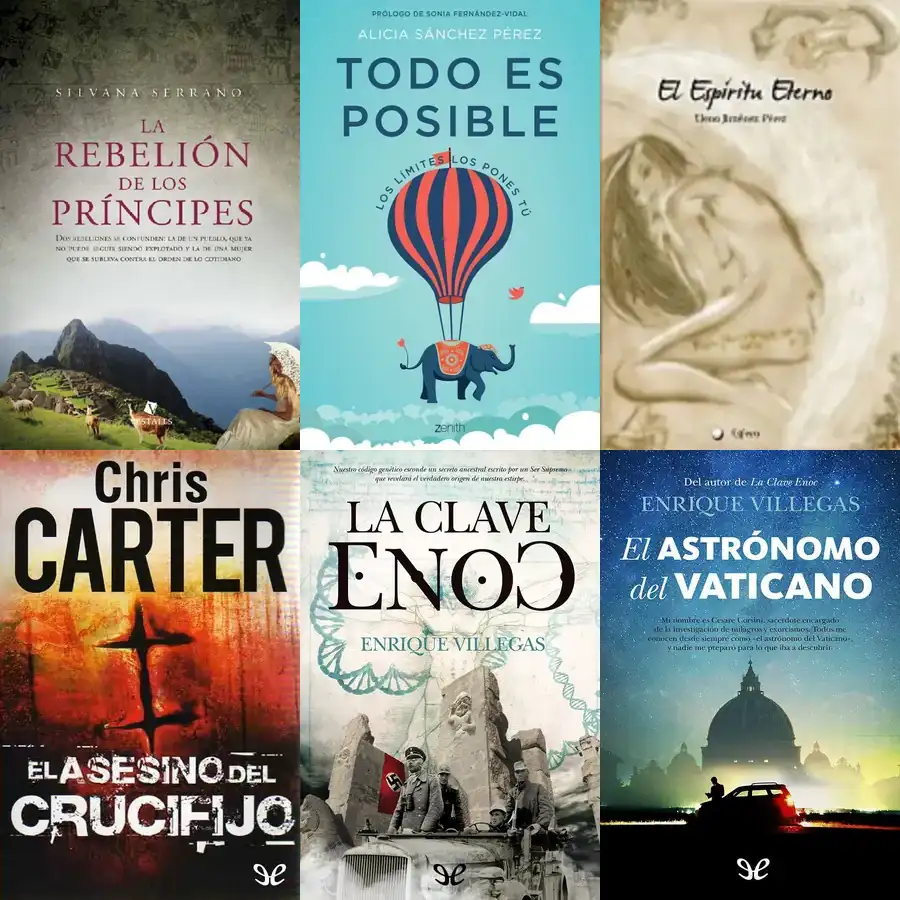 SILVANA SERRANO
LA
REBELIÓN
DE LOS
PRÍNCIPES
DOS REBELIONES SE CONFUNDEN: LA DE UN PUEBLO, QUE YA
NO PUEDE SEGUIR SIENDO EXPLOTADO Y LA DE UNA MUJER
QUE SE SUBLEVA CONTRA EL ORDEN DE LO COTIDIANO
VESTALES
PRÓLOGO DE SONIA FERNÁNDEZ-VIDAL
ALICIA SÁNCHEZ PÉREZ
TODO ES
POSIBLE
LOS LÍMITES LOS PONES TÚ
zenith
El Espíritu Eterno
Jiménez Pérez
Chris
CARTER
EL ASESINO DEL
CRUCIFIJO
Nuestro código genético esconde un secreto ancestral escrito por un Ser Supremo
que revelará el verdadero origen de nuestra estirpe
LA CLAVE
ENOC
ENRIQUE VILLEGAS
Del autor de La Clave Enoc
ENRIQUE VILLEGAS
El ASTRÓNOMO
del VATICANO
Mi nombre es Cesare Corsini, sacerdote encargado
de la investigación de milagros y exorcismos. Todos me
conocen desde siempre como «el astrónomo del Vaticano»
y nadie me preparó para lo que iba a descubrir.